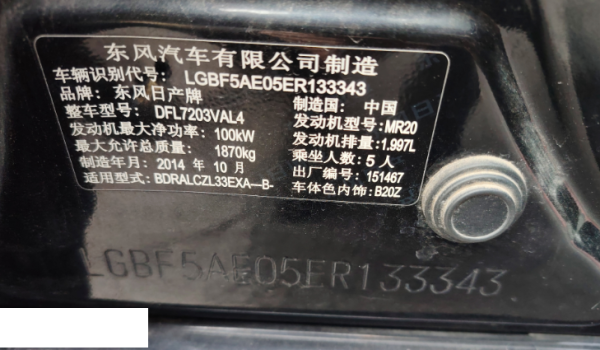 东风汽车有限公司制造
车辆识别代号: LGBF5AE05ER133343
品牌: 东风日产牌 制造国: 中国
整车型号: DFL7203VAL4 发动机型号: MR20
发动机最大净功率: 100kW 发动机排量: 1.997L
最大允许总质量: 1870kg 乘坐人数: 5人
制造年月: 2014 年 10 月 出厂编号: 151467
适用型式: BDRALCZL33EXA—B- 车体色内饰: B20Z
LGBF5AE05ER133343